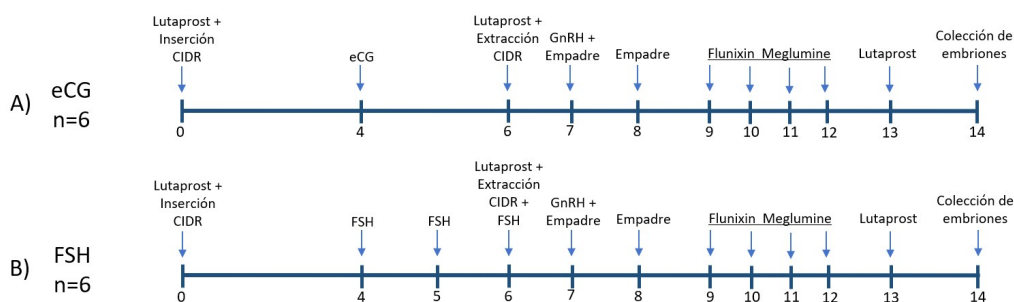 Lutaprost +
Inserción
CIDR
eCG
Lutaprost +
Extracción
CIDR
GnRH +
Empadre
Empadre
Flunixin Meglumine
Lutaprost
Colección de
embriones
A)
eCG
n=6
0 4 6 7 8 9 10 11 12 13 14
Lutaprost +
Inserción
CIDR
FSH
FSH
Lutaprost +
Extracción
CIDR +
FSH
GnRH +
Empadre
Empadre
Flunixin Meglumine
Lutaprost
Colección de
embriones
B)
FSH
n=6
0 4 5 6 7 8 9 10 11 12 13 14